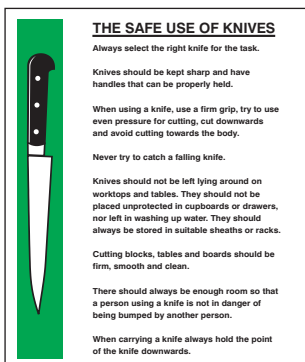 THE SAFE USE OF KNIVES
Always select the right knife for the task.
Knives should be kept sharp and have
handles that can be properly held.
When using a knife, use a firm grip, try to use
even pressure for cutting, cut downwards
and avoid cutting towards the body.
Never try to catch a falling knife.
Knives should not be left lying around on
worktops and tables. They should not be
placed unprotected in cupboards or drawers,
nor left in washing up water. They should
always be stored in suitable sheaths or racks.
Cutting blocks, tables and boards should be
firm, smooth and clean.
There should always be enough room so that
a person using a knife is not in danger of
being bumped by another person.
When carrying a knife always hold the point
of the knife downwards.